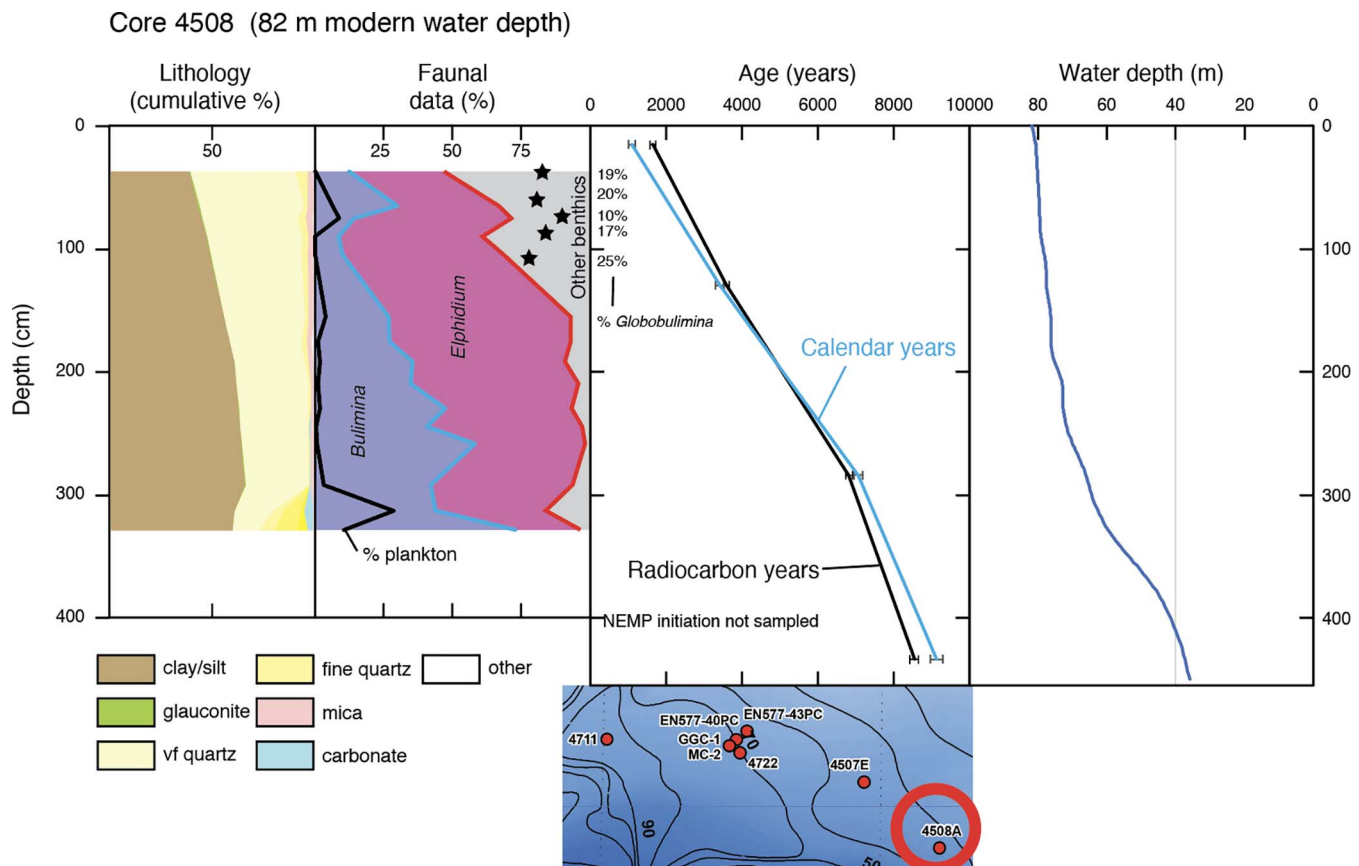 Core 4508 (82 m modern water depth)
Lithology
(cumulative %)
Faunal
data (%)
Age (years)
Water depth (m)
0 2000 4000 6000 8000 10000 80 60 40 20 0
50
25 50 75
0
100
200
300
400
Depth (cm)
Bulimina
Elphidium
Other benthics
19%
20%
10%
17%
25%
% Globobulimina
% plankton
Calendar years
Radiocarbon years
NEMP initiation not sampled
0
100
200
300
400
clay/silt
fine quartz
other
glauconite
mica
vf quartz
carbonate
4711
EN577-40PC
EN577-43PC
GGC-1
MC-2
4722
4507E
4508A
90
50